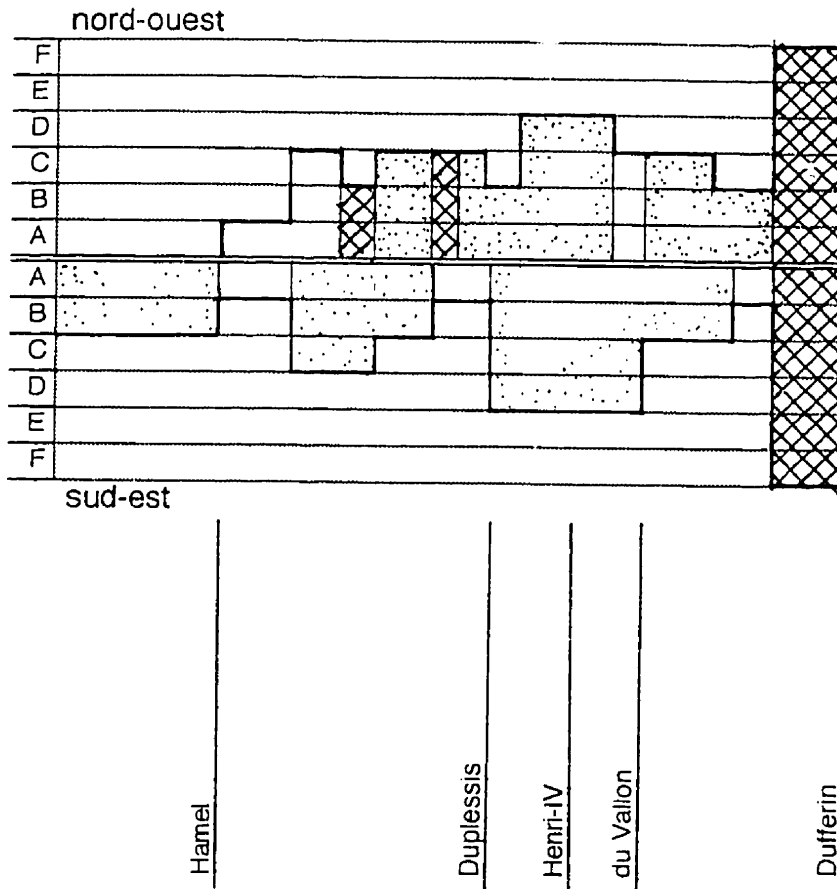 nord-ouest
F
E
D
C
B
A
A
B
C
D
E
F
sud-est
Hamel
Duplessis
Henri-IV
du Vallon
Dufferin